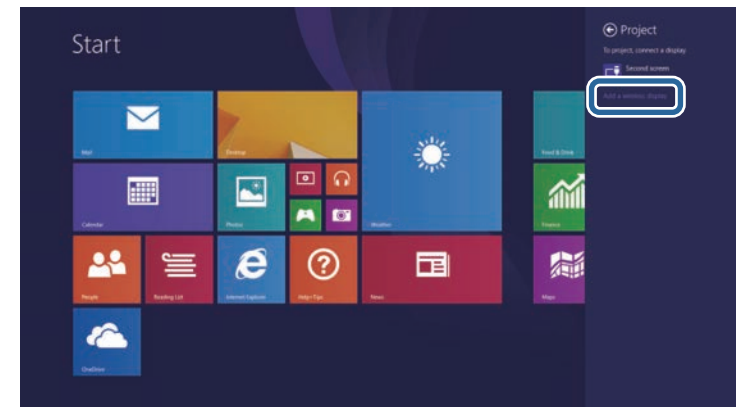 Start
Project
To project, connect a display
Second screen
Add a wireless display
Mail
Desktop
Food & Drink
Calendar
Photos
Weather
Finance
People
Reading List
Internet Explorer
Help+Tips
News
Maps
OneDrive